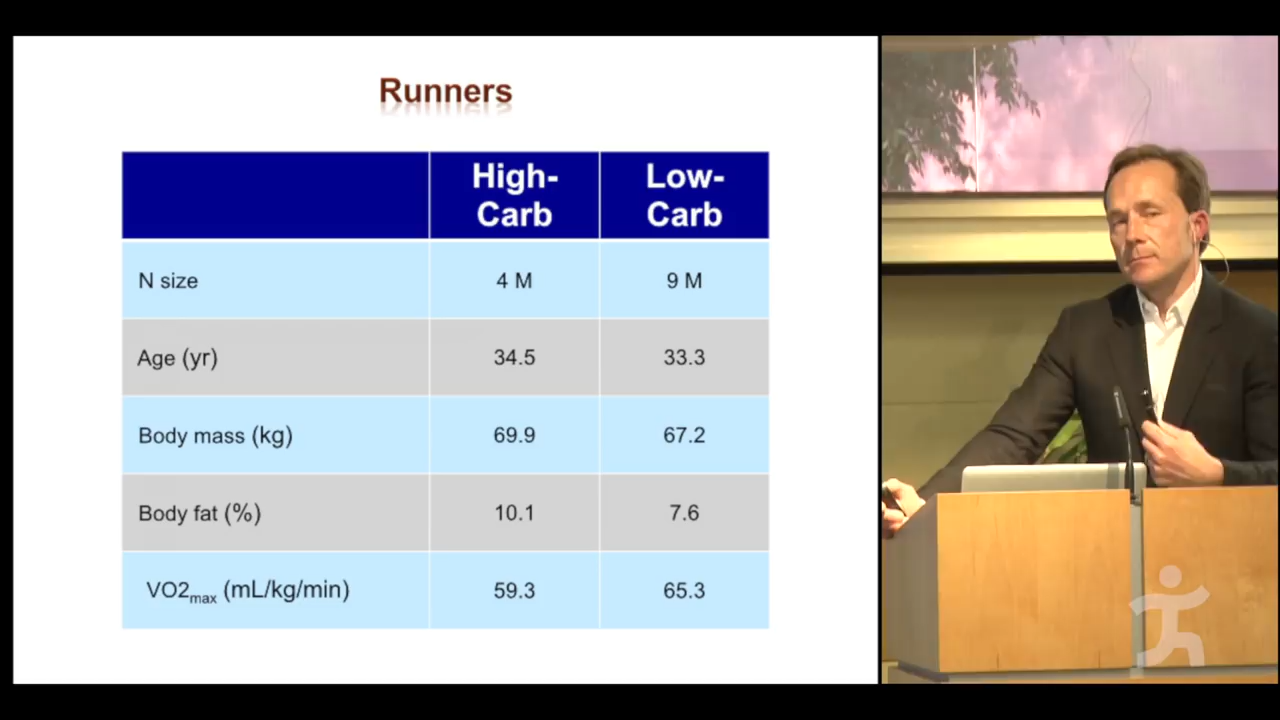 Runners
High-
Carb
Low-
Carb
N size 4 M 9 M
Age (yr) 34.5 33.3
Body mass (kg) 69.9 67.2
Body fat (%) 10.1 7.6
VO2max (mL/kg/min) 59.3 65.3